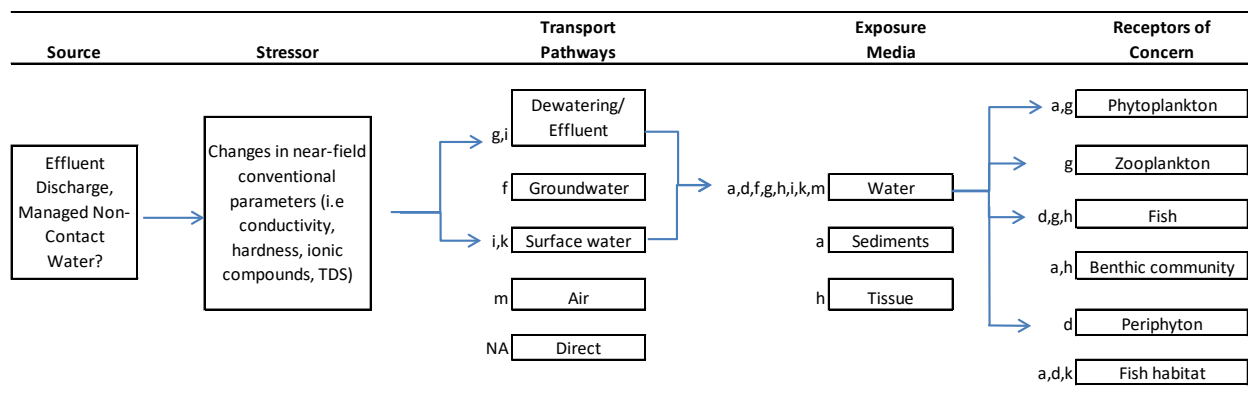 Source
Stressor
Transport
Pathways
Exposure
Media
Receptors of
Concern
Effluent
Discharge,
Managed Non-
Contact
Water?
Changes in near-field
conventional
parameters (i.e
conductivity,
hardness, ionic
compounds, TDS)
g,i
Dewatering/
Effluent
f
Groundwater
i,k
Surface water
m
Air
NA
Direct
a,d,f,g,h,i,k,m
Water
a
Sediments
h
Tissue
a,g
Phytoplankton
g
Zooplankton
d,g,h
Fish
a,h
Benthic community
d
Periphyton
a,d,k
Fish habitat